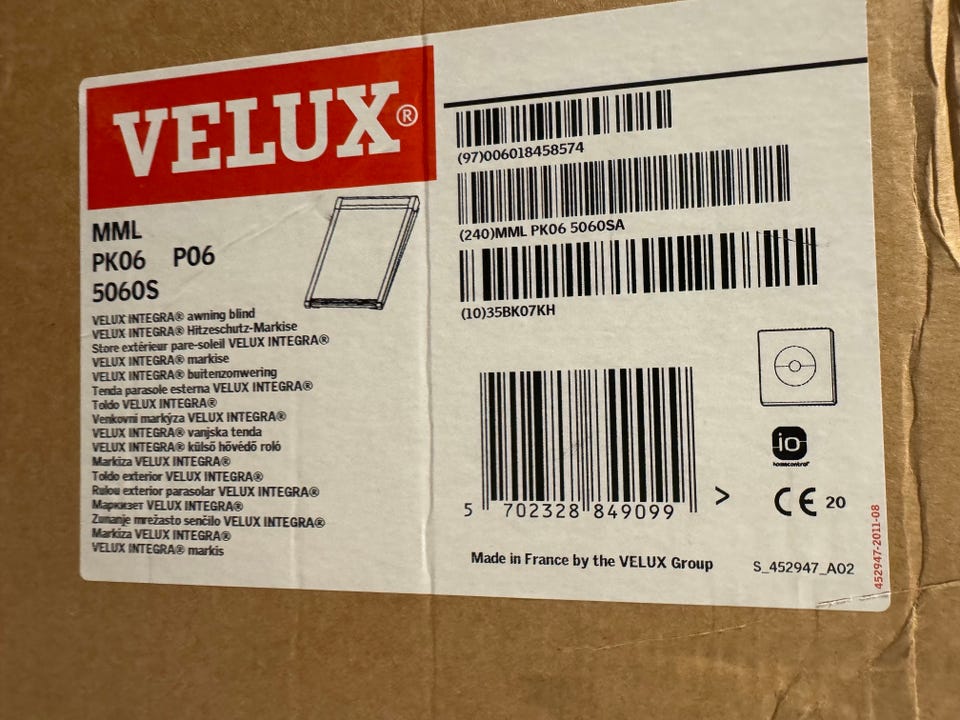 VELUX®
MML
PK06 P06
5060S
VELUX INTEGRA® awning blind
VELUX INTEGRA® Hitzeschutz-Markise
Store extérieur pare-soleil VELUX INTEGRA®
VELUX INTEGRA® markise
VELUX INTEGRA® buitenzonwering
Tenda parasole esterna VELUX INTEGRA®
Toldo VELUX INTEGRA®
Venkovní markýza VELUX INTEGRA®
VELUX INTEGRA® vanjska tenda
VELUX INTEGRA® külső hővédő roló
Markiza VELUX INTEGRA®
Toldo exterior VELUX INTEGRA®
Rulou exterior parasolar VELUX INTEGRA®
Маркизет VELUX INTEGRA®
Zunanje mrežasto senčilo VELUX INTEGRA®
Markíza VELUX INTEGRA®
VELUX INTEGRA® markis
(97)006018458574
(240)MML PK06 5060SA
(10)35BK07KH
io
homecontrol®
5 702328 849099 >
CE 20
Made in France by the VELUX Group
S_452947_A02
452947-2011-08